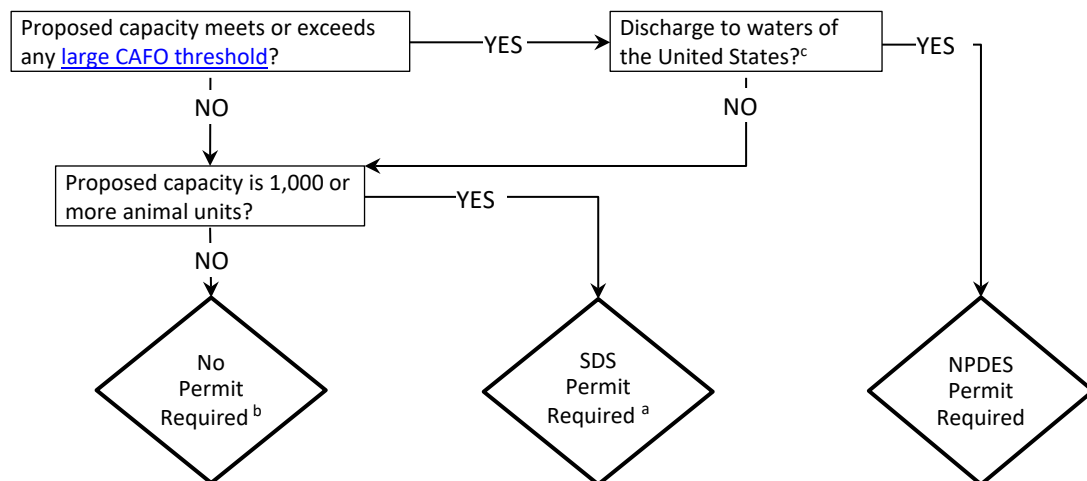 Proposed capacity meets or exceeds
any large CAFO threshold?
YES
Discharge to waters of
the United States?c
YES
NO
NO
Proposed capacity is 1,000 or
more animal units?
YES
NO
No
Permit
Required b
SDS
Permit
Required a
NPDES
Permit
Required